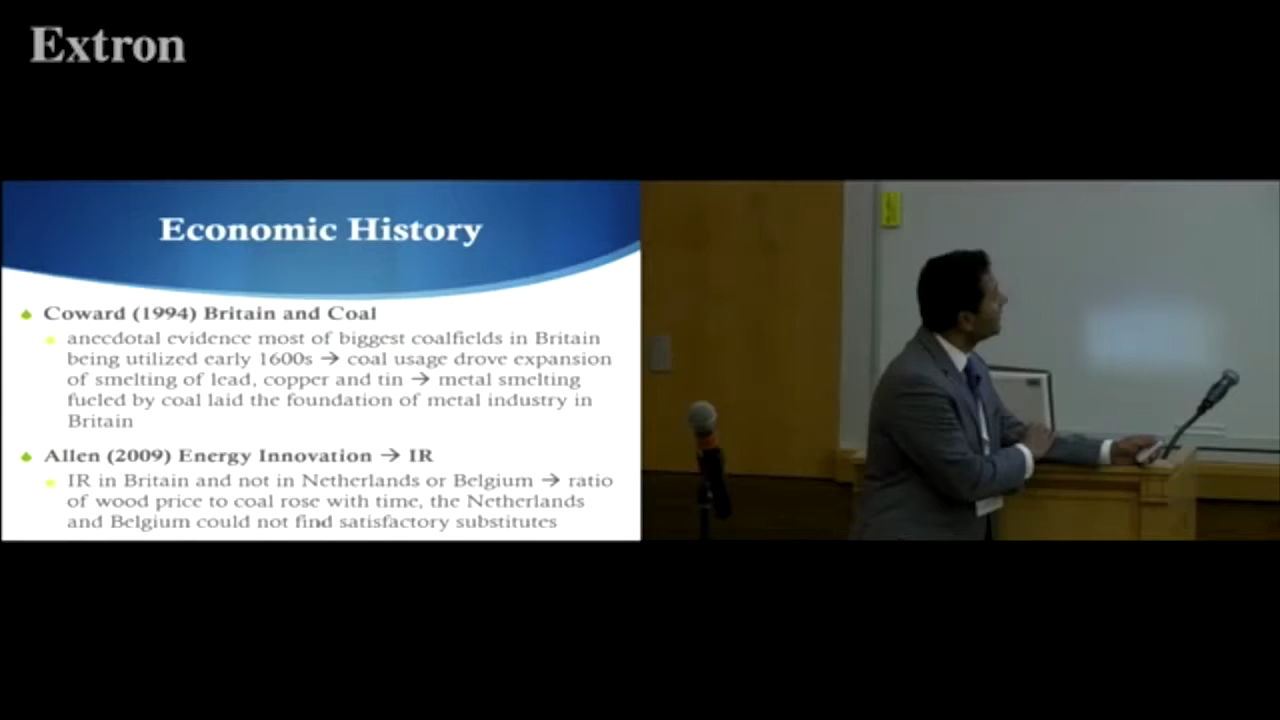 Extron
Economic History
Coward (1994) Britain and Coal
anecdotal evidence most of biggest coalfields in Britain
being utilized early 1600s → coal usage drove expansion
of smelting of lead, copper and tin → metal smelting
fueled by coal laid the foundation of metal industry in
Britain
Allen (2009) Energy Innovation → IR
IR in Britain and not in Netherlands or Belgium → ratio
of wood price to coal rose with time, the Netherlands
and Belgium could not find satisfactory substitutes